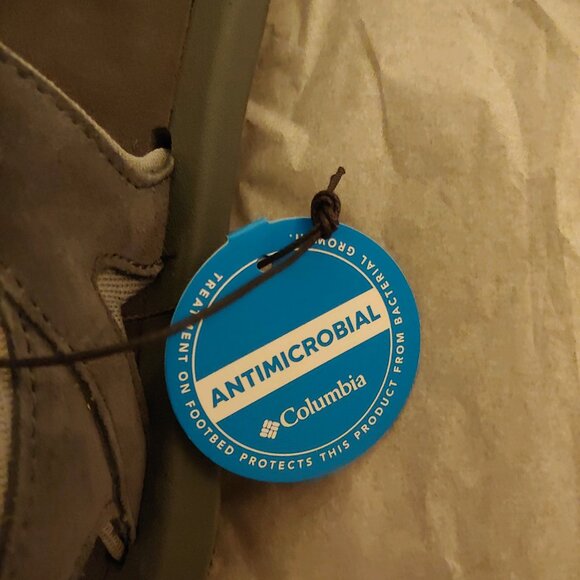 ANTIMICROBIAL
Columbia
TREATMENT ON FOOTBED PROTECTS THIS PRODUCT FROM BACTERIAL GROWTH.